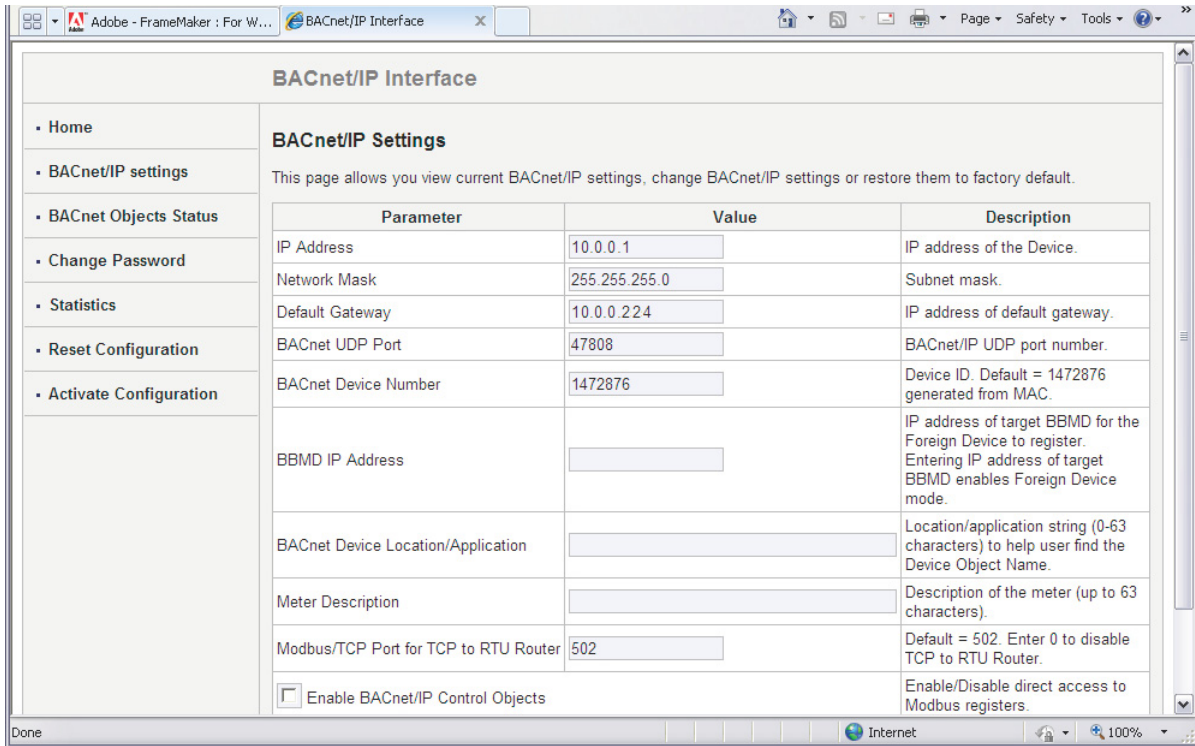 Adobe - FrameMaker : For W...
BACnet/IP Interface
X
Page
Safety
Tools
BACnet/IP Interface
Home
BACnet/IP settings
BACnet Objects Status
Change Password
Statistics
Reset Configuration
Activate Configuration
BACnet/IP Settings
This page allows you view current BACnet/IP settings, change BACnet/IP settings or restore them to factory default.
Parameter Value Description
IP Address 10.0.0.1 IP address of the Device.
Network Mask 255.255.255.0 Subnet mask.
Default Gateway 10.0.0.224 IP address of default gateway.
BACnet UDP Port 47808 BACnet/IP UDP port number.
BACnet Device Number 1472876 Device ID. Default = 1472876
generated from MAC.
BBMD IP Address
IP address of target BBMD for the
Foreign Device to register.
Entering IP address of target
BBMD enables Foreign Device
mode.
BACnet Device Location/Application
Location/application string (0-63
characters) to help user find the
Device Object Name.
Meter Description
Description of the meter (up to 63
characters).
Modbus/TCP Port for TCP to RTU Router 502 Default = 502. Enter 0 to disable
TCP to RTU Router.
Enable BACnet/IP Control Objects
Enable/Disable direct access to
Modbus registers.
Done
Internet
100%